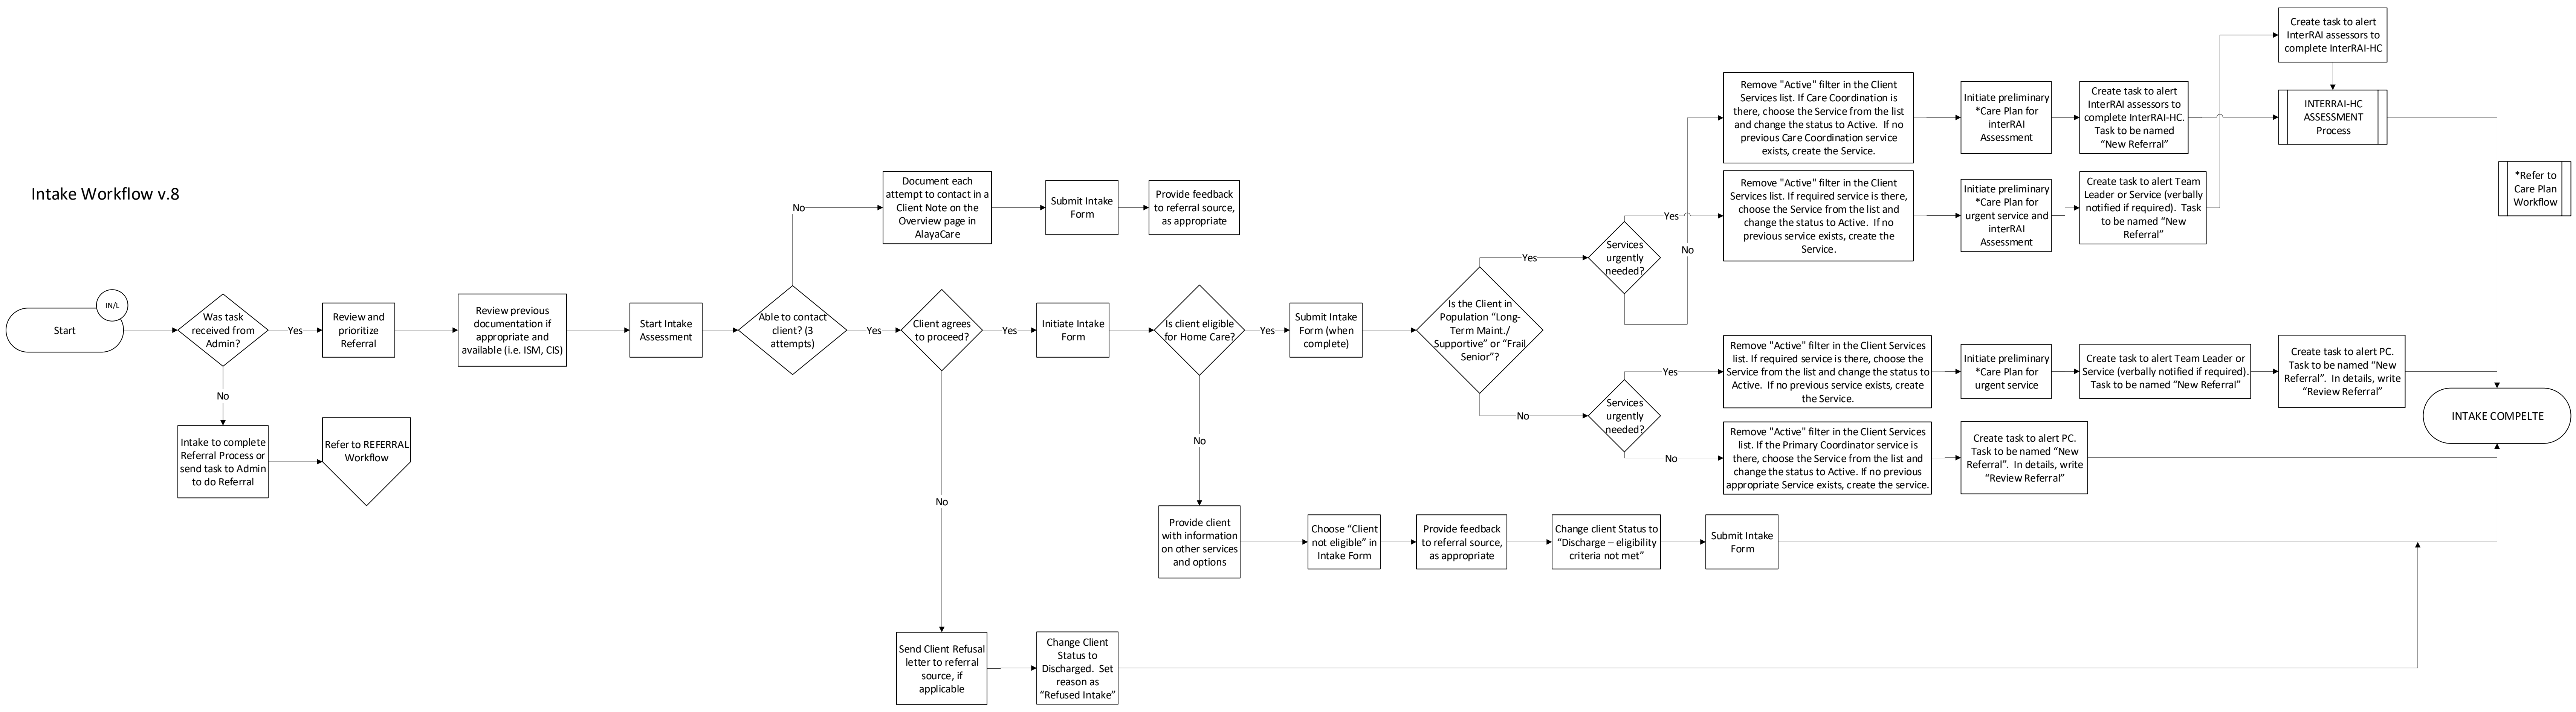 Intake Workflow v.8
Start
IN/L
Was task
received from
Admin?
Yes
No
Intake to complete
Referral Process or
send task to Admin
to do Referral
Refer to REFERRAL
Workflow
Review and
prioritize
Referral
Review previous
documentation if
appropriate and
available (i.e. ISM, CIS)
Start Intake
Assessment
Able to contact
client? (3
attempts)
No
Document each
attempt to contact in a
Client Note on the
Overview page in
AlayaCare
Submit Intake
Form
Provide feedback
to referral source,
as appropriate
Yes
Client agrees
to proceed?
No
Send Client Refusal
letter to referral
source, if
applicable
Change Client
Status to
Discharged.  Set
reason as
“Refused Intake”
Yes
Initiate Intake
Form
Is client eligible
for Home Care?
No
Provide client
with information
on other services
and options
Choose “Client
not eligible” in
Intake Form
Provide feedback
to referral source,
as appropriate
Change client Status to
“Discharge – eligibility
criteria not met”
Submit Intake
Form
Yes
Submit Intake
Form (when
complete)
Is the Client in
Population “Long-
Term Maint./
Supportive” or “Frail
Senior”?
Yes
Services
urgently
needed?
No
Remove "Active" filter in the Client
Services list. If Care Coordination is
there, choose the Service from the list
and change the status to Active.  If no
previous Care Coordination service
exists, create the Service.
Initiate preliminary
*Care Plan for
interRAI
Assessment
Create task to alert
InterRAI assessors to
complete InterRAI-HC.
Task to be named
“New Referral”
Yes
Remove "Active" filter in the Client
Services list. If required service is there,
choose the Service from the list and
change the status to Active.  If no
previous service exists, create the
Service.
Initiate preliminary
*Care Plan for
urgent service and
interRAI
Assessment
Create task to alert Team
Leader or Service (verbally
notified if required).  Task
to be named “New
Referral”
Create task to alert
InterRAI assessors to
complete InterRAI-HC
INTERRAI-HC
ASSESSMENT
Process
*Refer to
Care Plan
Workflow
No
Services
urgently
needed?
Yes
Remove "Active" filter in the Client Services
list. If required service is there, choose the
Service from the list and change the status to
Active.  If no previous service exists, create
the Service.
Initiate preliminary
*Care Plan for
urgent service
Create task to alert Team Leader or
Service (verbally notified if required).
Task to be named “New Referral”
Create task to alert PC.
Task to be named “New
Referral”.  In details, write
“Review Referral”
No
Remove "Active" filter in the Client Services
list. If the Primary Coordinator service is
there, choose the Service from the list and
change the status to Active. If no previous
appropriate Service exists, create the service.
Create task to alert PC.
Task to be named “New
Referral”.  In details, write
“Review Referral”
INTAKE COMPELTE